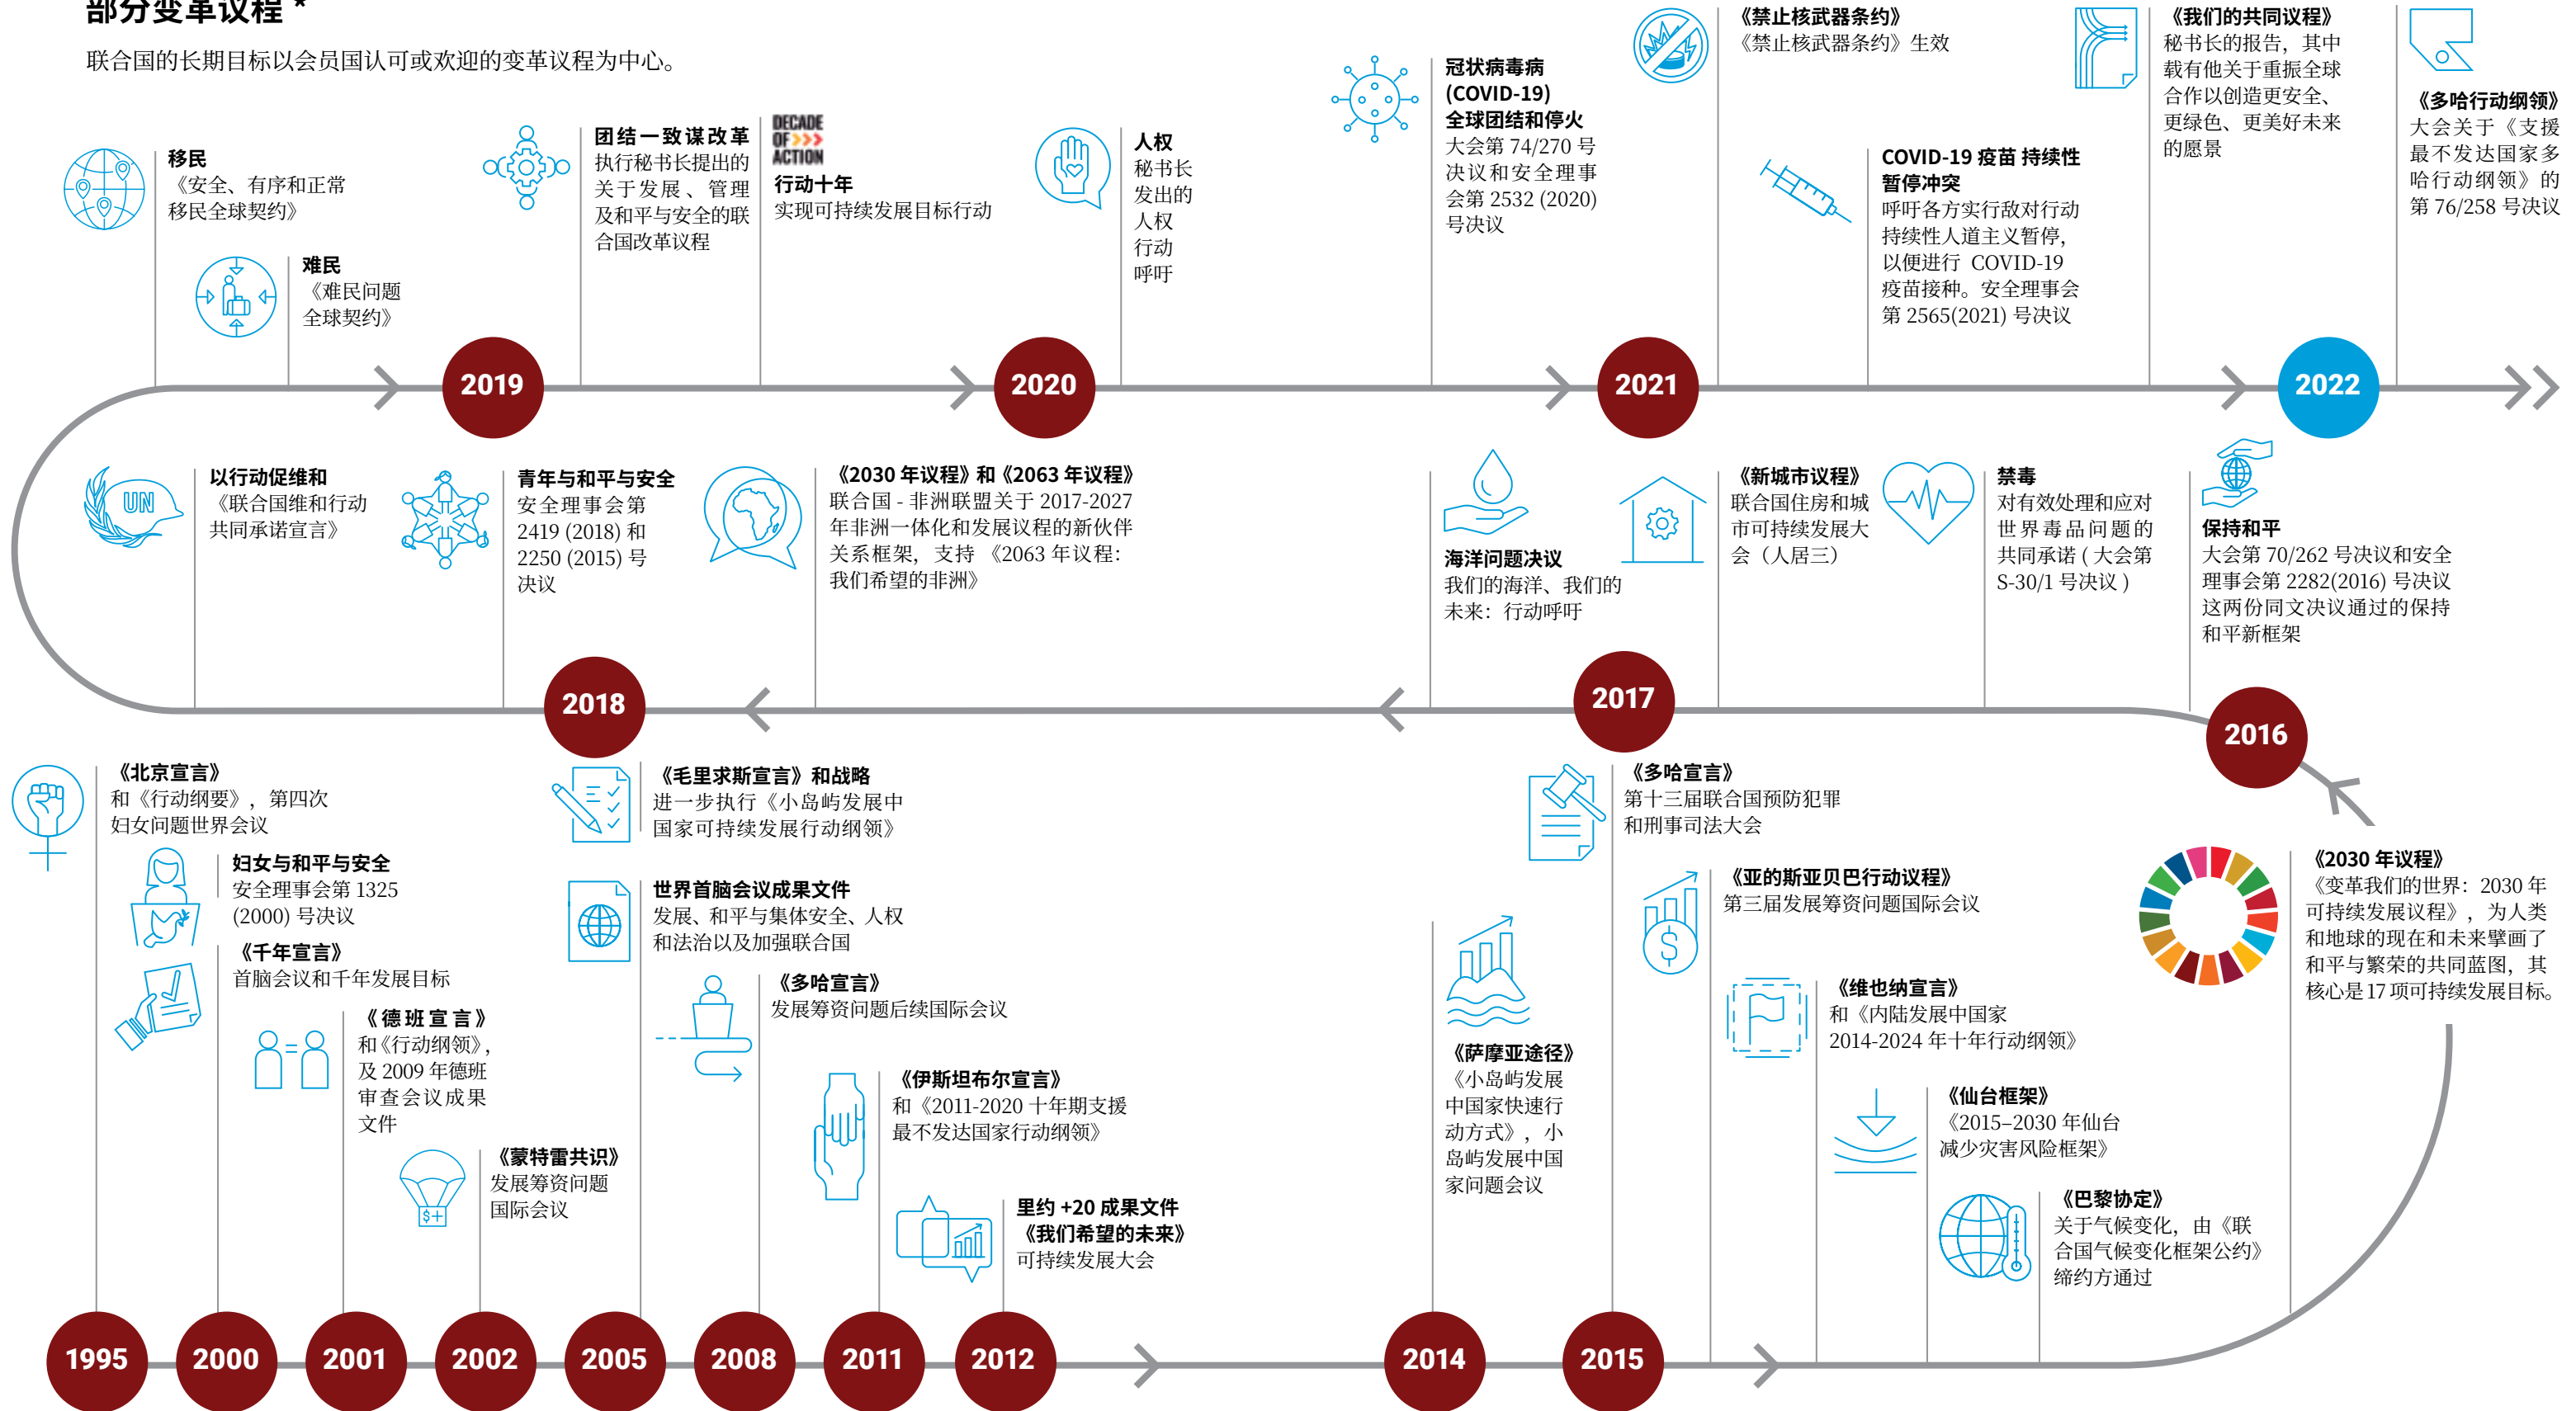 部分变革议程 *
联合国的长期目标以会员国认可或欢迎的变革议程为中心。
移民
《安全、有序和正常
移民全球契约》
难民
《难民问题
全球契约》
2019
团结一致谋改革
执行秘书长提出的
关于发展、管理
及和平与安全的联
合国改革议程
DECADE
OF >>>
ACTION
行动十年
实现可持续发展目标行动
2020
人权
秘书长
发出的
人权
行动
呼吁
冠状病毒病
(COVID-19)
全球团结和停火
大会第 74/270 号
决议和安全理事
会第 2532 (2020)
号决议
2021
《禁止核武器条约》
《禁止核武器条约》生效
COVID-19 疫苗 持续性
暂停冲突
呼吁各方实行敌对行动
持续性人道主义暂停，
以便进行 COVID-19
疫苗接种。安全理事会
第 2565(2021) 号决议
《我们的共同议程》
秘书长的报告，其中
载有他关于重振全球
合作以创造更安全、
更绿色、更美好未来
的愿景
2022
《多哈行动纲领》
大会关于《支援
最不发达国家多
哈行动纲领》的
第 76/258 号决议
UN
以行动促维和
《联合国维和行动
共同承诺宣言》
青年与和平与安全
安全理事会第
2419 (2018) 和
2250 (2015) 号
决议
2018
《2030 年议程》和《2063 年议程》
联合国 - 非洲联盟关于 2017-2027
年非洲一体化和发展议程的新伙伴
关系框架，支持 《2063 年议程：
我们希望的非洲》
海洋问题决议
我们的海洋、我们的
未来：行动呼吁
2017
《新城市议程》
联合国住房和城
市可持续发展大
会（人居三）
禁毒
对有效处理和应对
世界毒品问题的
共同承诺 ( 大会第
S-30/1 号决议 )
保持和平
大会第 70/262 号决议和安全
理事会第 2282(2016) 号决议
这两份同文决议通过的保持
和平新框架
2016
《北京宣言》
和《行动纲要》，第四次
妇女问题世界会议
妇女与和平与安全
安全理事会第 1325
(2000) 号决议
《千年宣言》
首脑会议和千年发展目标
《德班宣言》
和《行动纲领》，
及 2009 年德班
审查会议成果
文件
$+
《蒙特雷共识》
发展筹资问题
国际会议
《毛里求斯宣言》和战略
进一步执行《小岛屿发展中
国家可持续发展行动纲领》
世界首脑会议成果文件
发展、和平与集体安全、人权
和法治以及加强联合国
《多哈宣言》
发展筹资问题后续国际会议
《伊斯坦布尔宣言》
和《2011-2020 十年期支援
最不发达国家行动纲领》
里约 +20 成果文件
《我们希望的未来》
可持续发展大会
《萨摩亚途径》
《小岛屿发展
中国家快速行
动方式》，小
岛屿发展中国
家问题会议
《多哈宣言》
第十三届联合国预防犯罪
和刑事司法大会
$
《亚的斯亚贝巴行动议程》
第三届发展筹资问题国际会议
《维也纳宣言》
和《内陆发展中国家
2014-2024 年十年行动纲领》
《仙台框架》
《2015–2030 年仙台
减少灾害风险框架》
《巴黎协定》
关于气候变化，由《联
合国气候变化框架公约》
缔约方通过
《2030 年议程》
《变革我们的世界：2030 年
可持续发展议程》，为人类
和地球的现在和未来擘画了
和平与繁荣的共同蓝图，其
核心是 17 项可持续发展目标。
1995
2000
2001
2002
2005
2008
2011
2012
2014
2015